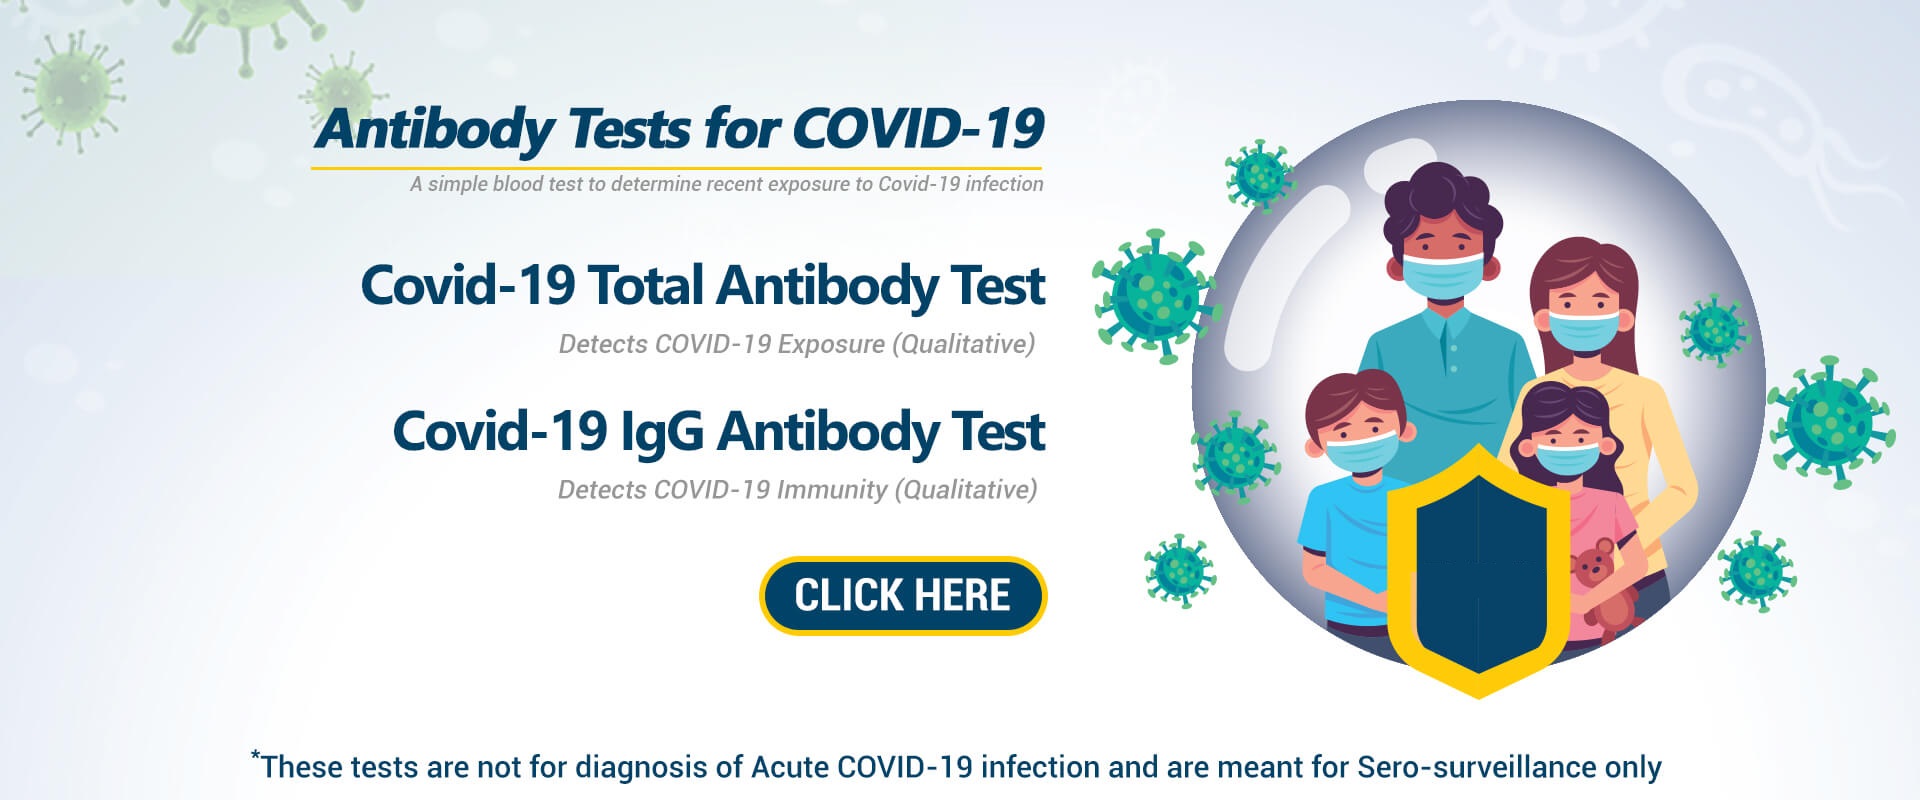 Antibody Tests for COVID-19
A simple blood test to determine recent exposure to Covid-19 infection
Covid-19 Total Antibody Test
Detects COVID-19 Exposure (Qualitative)
Covid-19 IgG Antibody Test
Detects COVID-19 Immunity (Qualitative)
CLICK HERE
*These tests are not for diagnosis of Acute COVID-19 infection and are meant for Sero-surveillance only